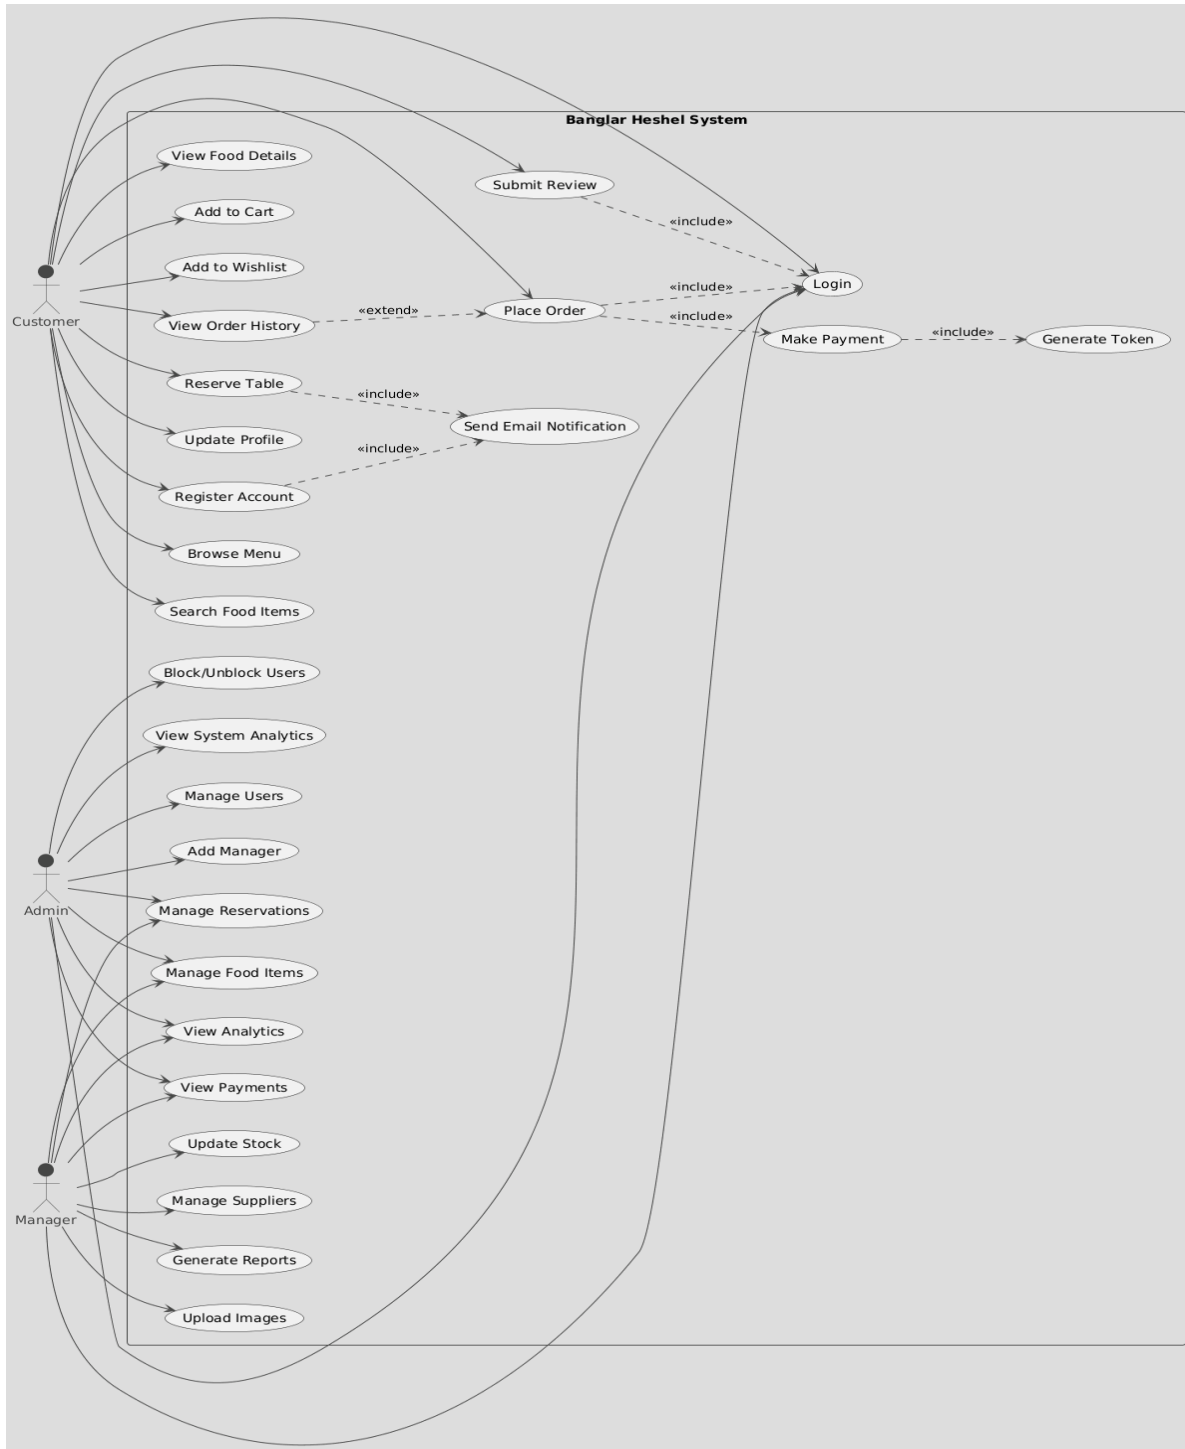 Banglar Heshel System
View Food Details
Submit Review
Add to Cart
«include»
Add to Wishlist
Login
«include»
Customer
View Order History
«extend»
Place Order
«include»
Make Payment
«include»
Generate Token
Reserve Table
«include»
Send Email Notification
Update Profile
«include»
Register Account
Browse Menu
Search Food Items
Block/Unblock Users
View System Analytics
Manage Users
Add Manager
Admin
Manage Reservations
Manage Food Items
View Analytics
View Payments
Update Stock
Manage Suppliers
Manager
Generate Reports
Upload Images